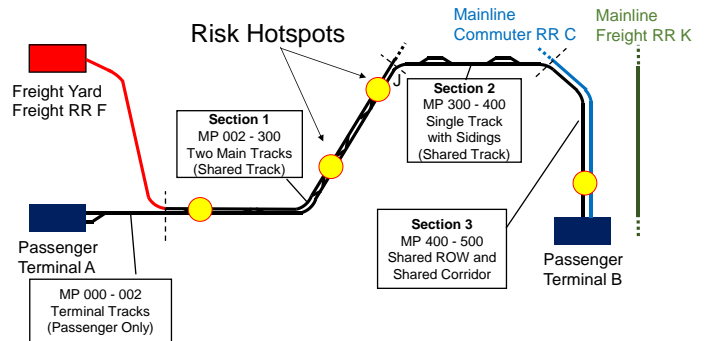 Risk Hotspots
Mainline
Commuter RR C
Mainline
Freight RR K
Freight Yard
Freight RR F
Section 1
MP 002 - 300
Two Main Tracks
(Shared Track)
J
Section 2
MP 300 - 400
Single Track
with Sidings
(Shared Track)
Passenger
Terminal A
MP 000 - 002
Terminal Tracks
(Passenger Only)
Section 3
MP 400 - 500
Shared ROW and
Shared Corridor
Passenger
Terminal B